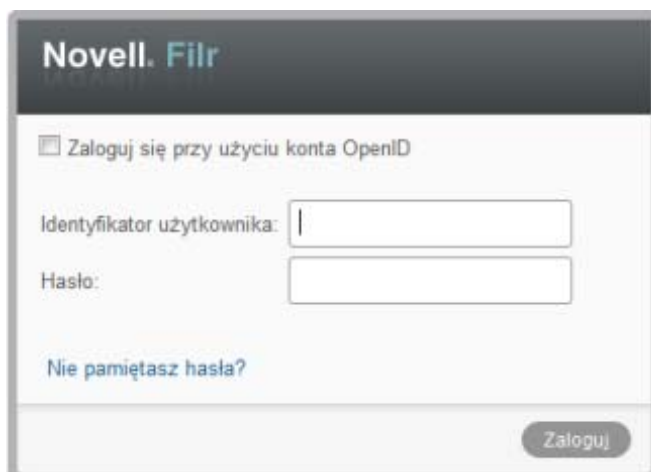 Novell. Filr
Zaloguj się przy użyciu konta OpenID
Identyfikator użytkownika:
Hasło:
Nie pamiętasz hasła?
Zaloguj